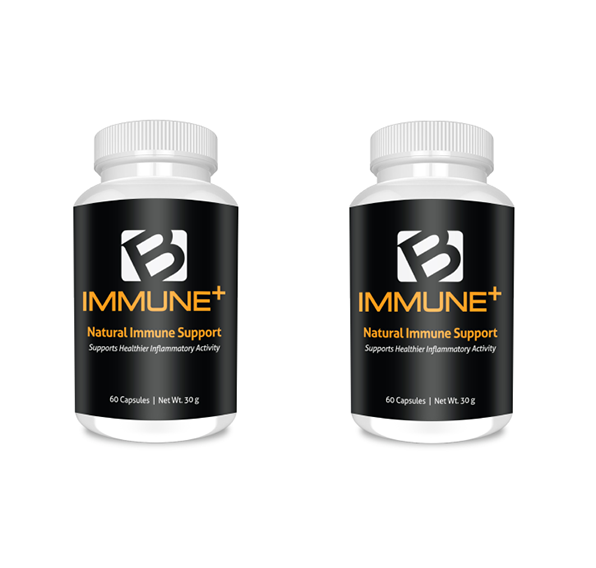 B
IMMUNE+
Natural Immune Support
Supports Healthier Inflammatory Activity
60 Capsules | Net Wt. 30 g
B
IMMUNE+
Natural Immune Support
Supports Healthier Inflammatory Activity
60 Capsules | Net Wt. 30 g